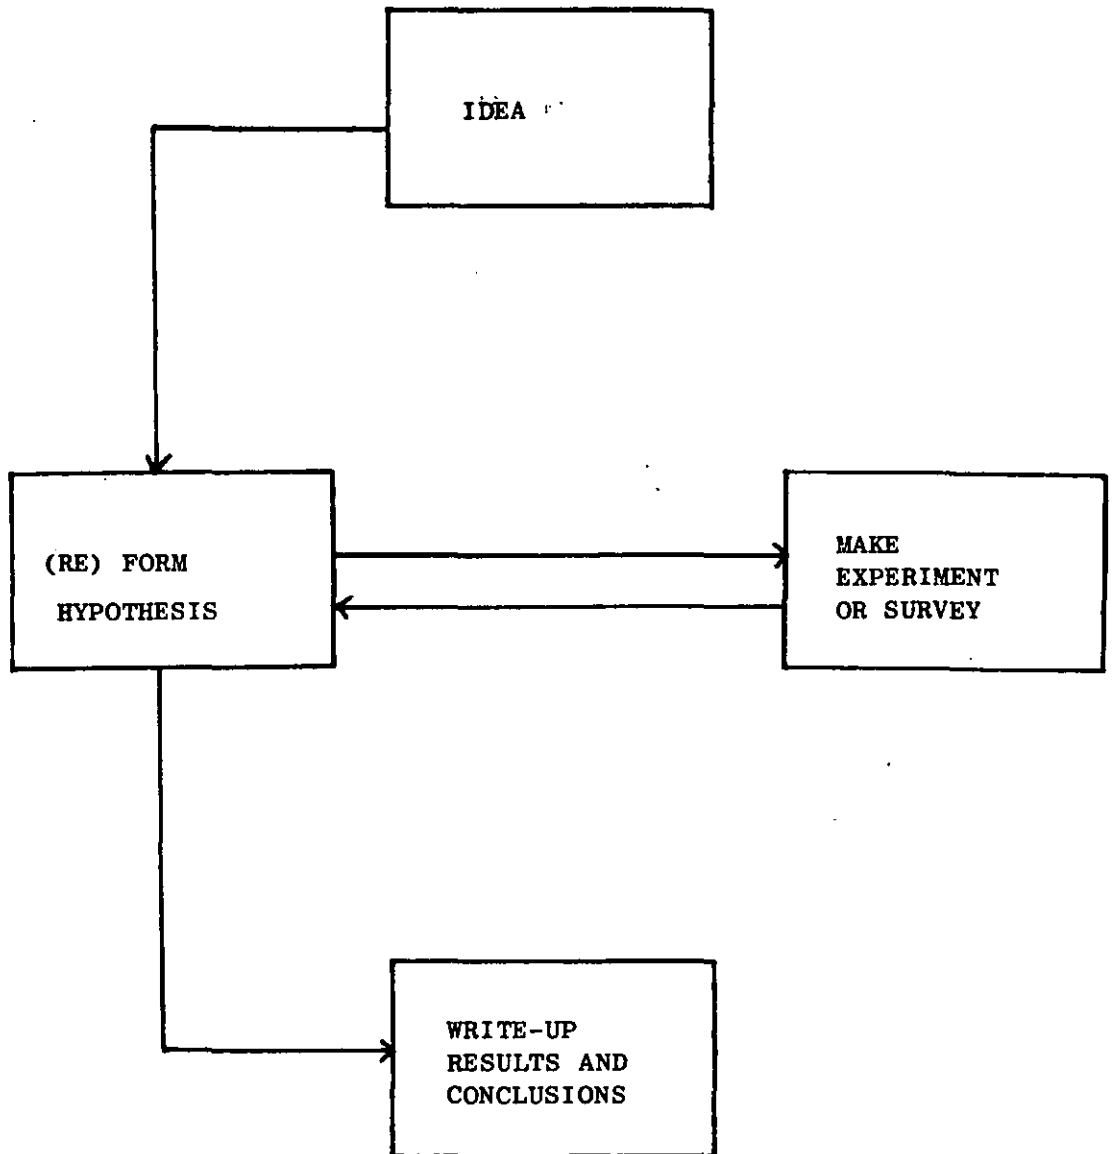 IDEA
(RE) FORM
HYPOTHESIS
MAKE
EXPERIMENT
OR SURVEY
WRITE-UP
RESULTS AND
CONCLUSIONS